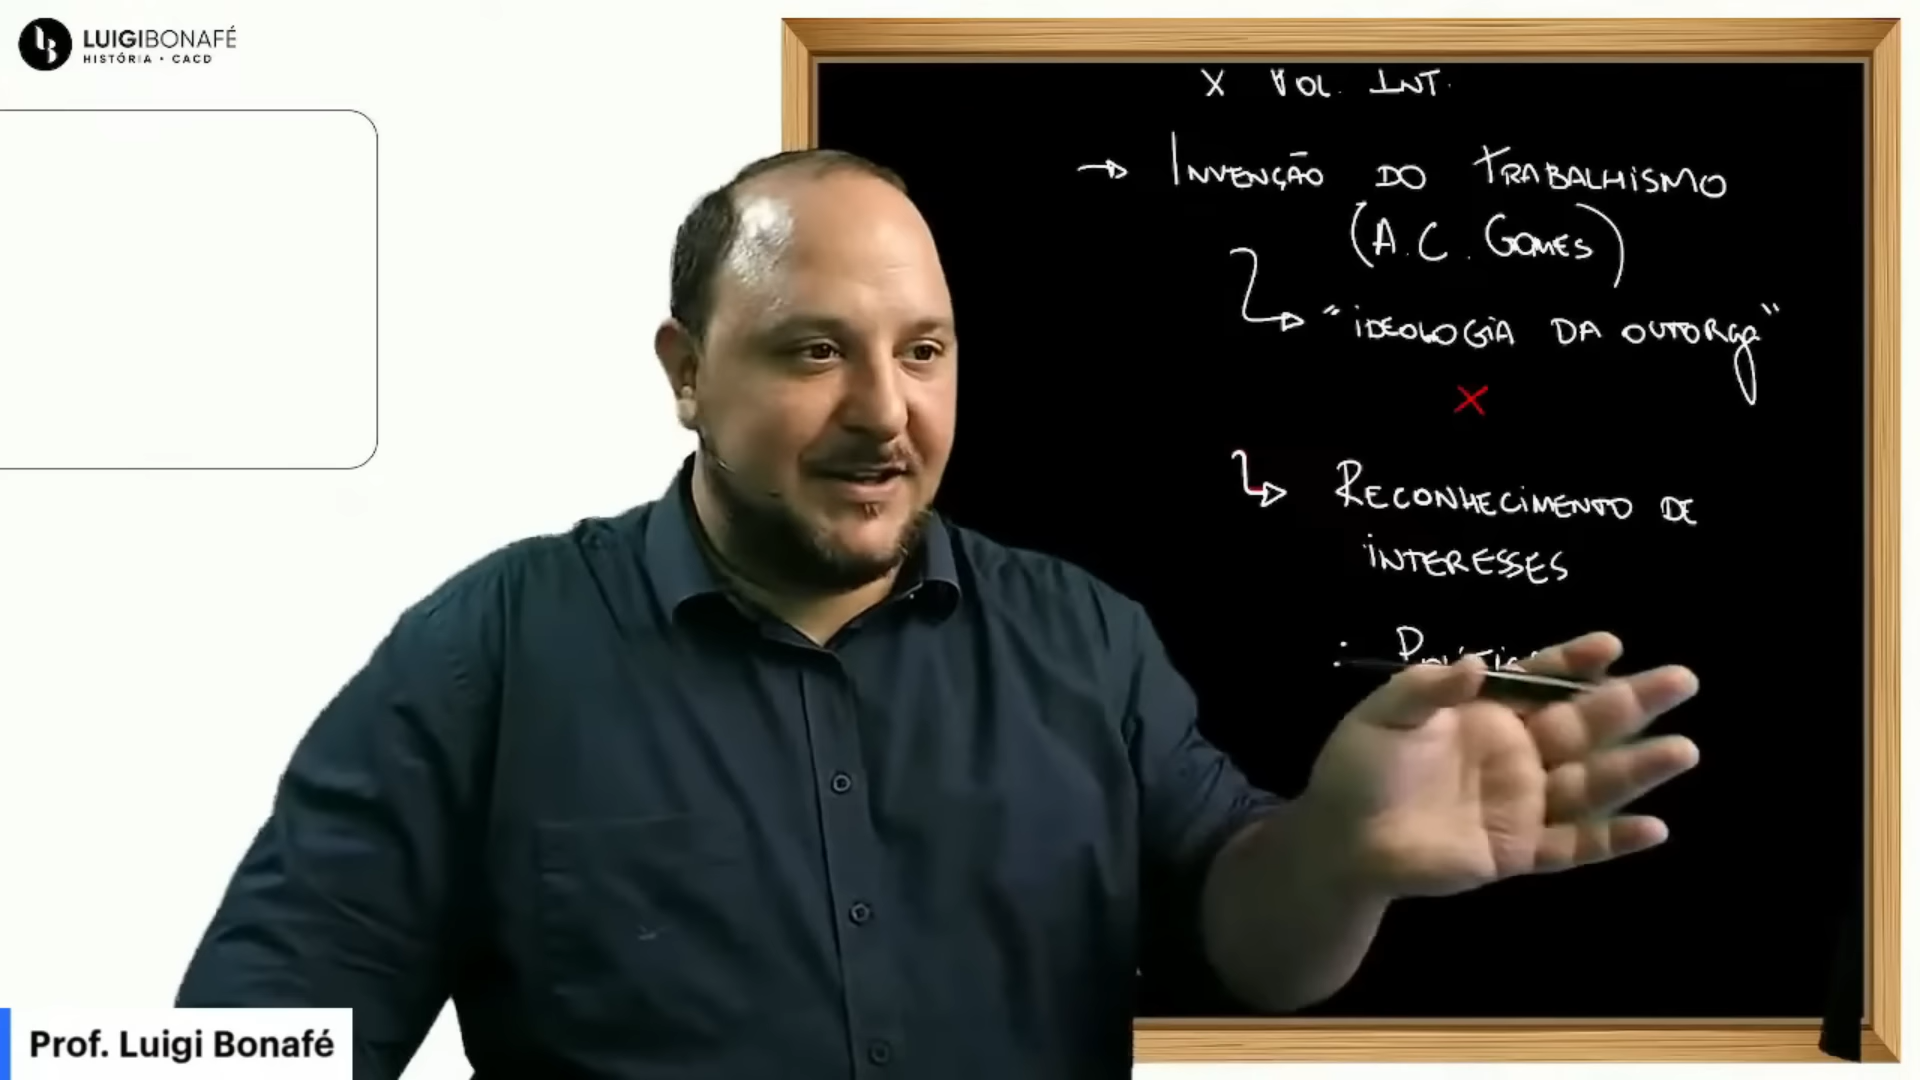 LUIGIBONAFÉ
HISTÓRIA • CACD
X VOL. INT.
→ INVENÇÃO DO TRABALHISMO
(A.C. GOMES)
"IDEOLOGIA DA OUTORGA"
X
RECONHECIMENTO DE
INTERESSES
Prof. Luigi Bonafé